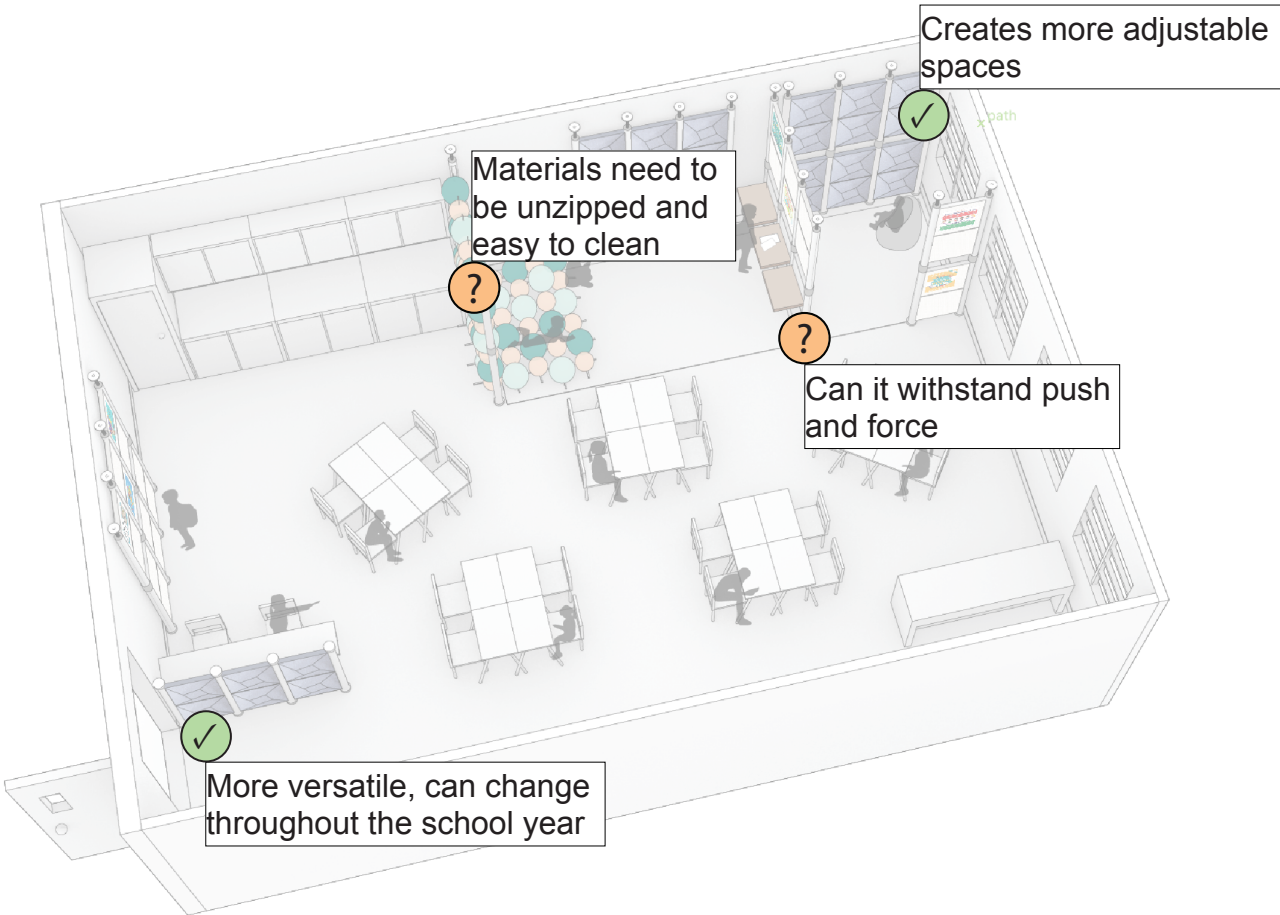 Creates more adjustable
spaces
path
Materials need to
be unzipped and
easy to clean
?
?
Can it withstand push
and force
More versatile, can change
throughout the school year